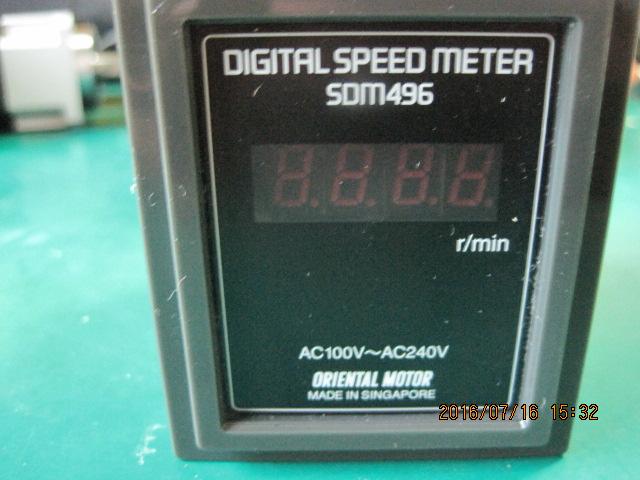 DIGITAL SPEED METER
SDM496
r/min
AC100V～AC240V
ORIENTAL MOTOR
MADE IN SINGAPORE
2016/07/16 15:32